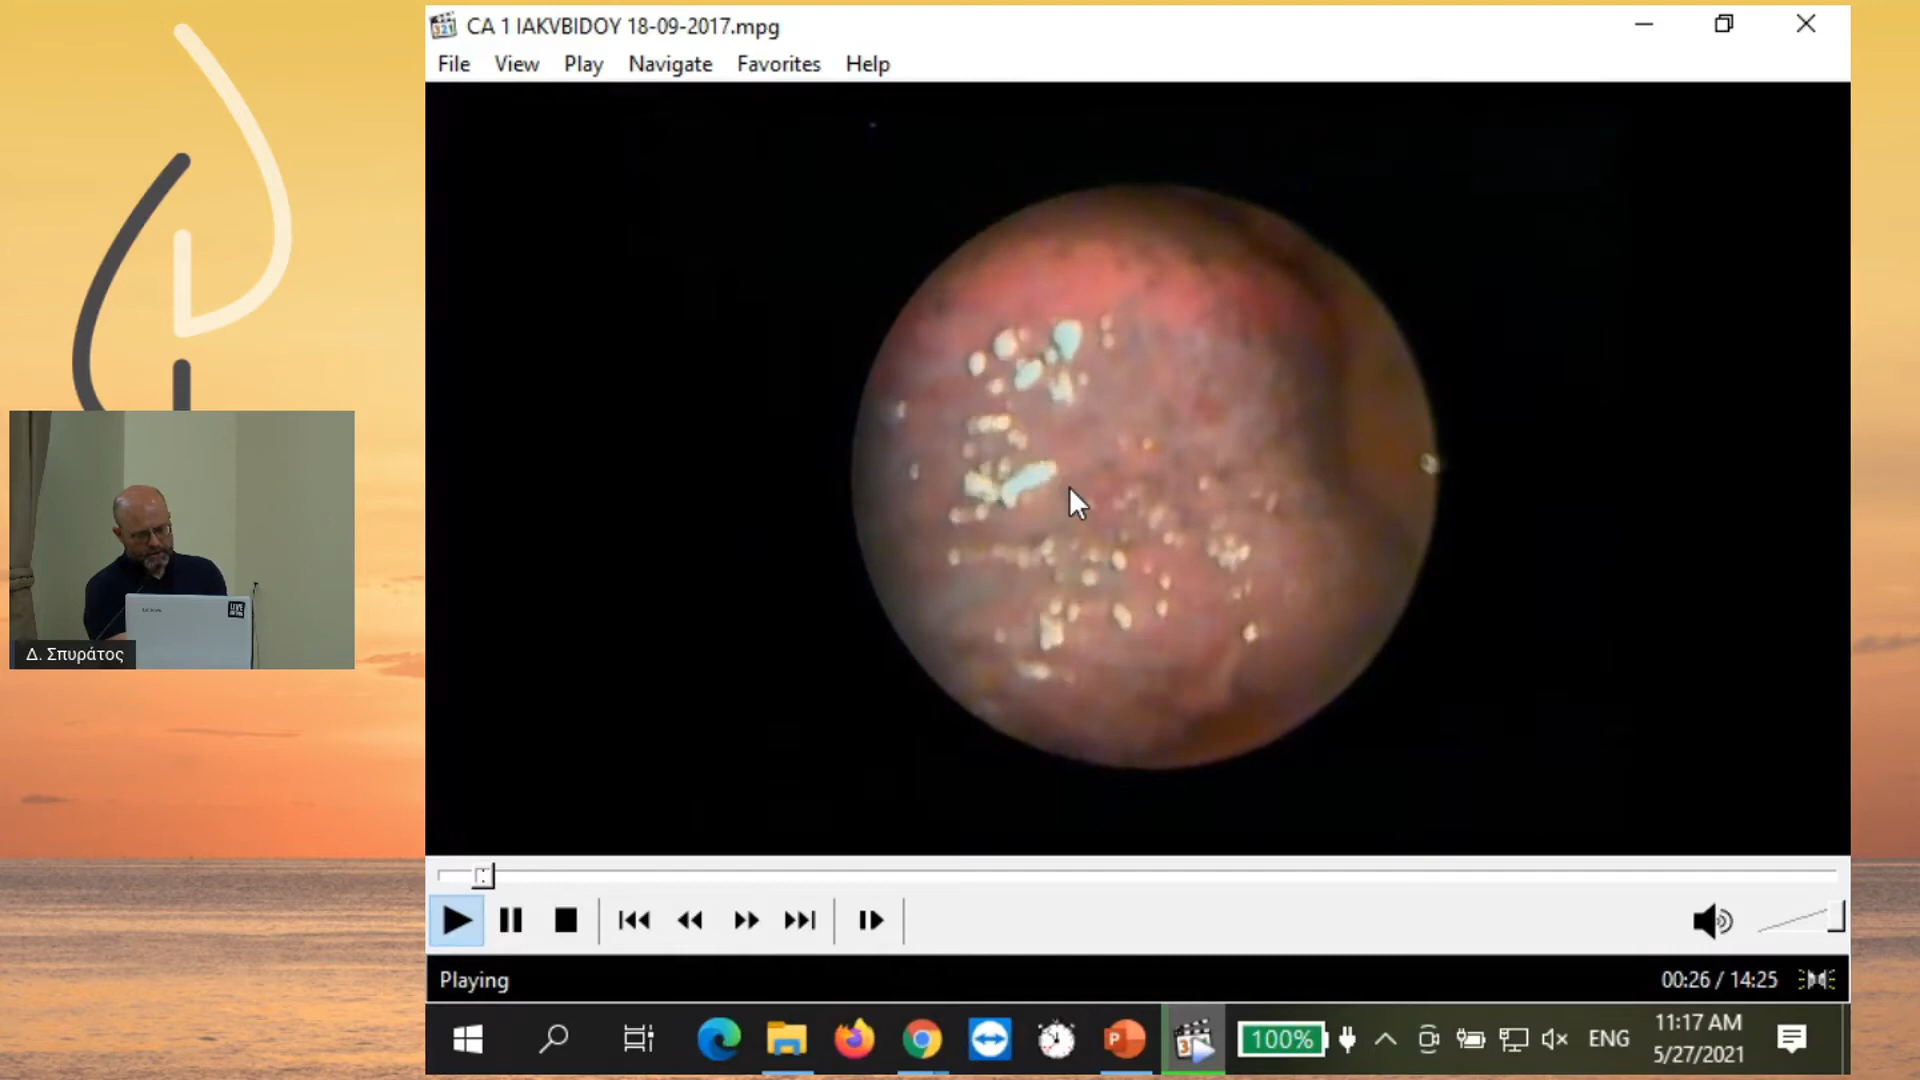 CA 1 IAKVBIDOY 18-09-2017.mpg
File View Play Navigate Favorites Help
Δ. Σπυράτος
Playing
00:26 / 14:25
100%
ENG
11:17 AM
5/27/2021